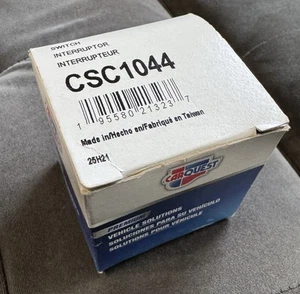 SWITCH
INTERRUPTOR
INTERRUPTEUR
CSC1044
1 95580 21323 7
Made in/Hecho en/Fabriqué en Taiwan
25H21
CARQUEST
PREMIUM
VEHICLE SOLUTIONS
SOLUCIONES PARA SU VEHÍCULO
SOLUTIONS POUR VÉHICULE